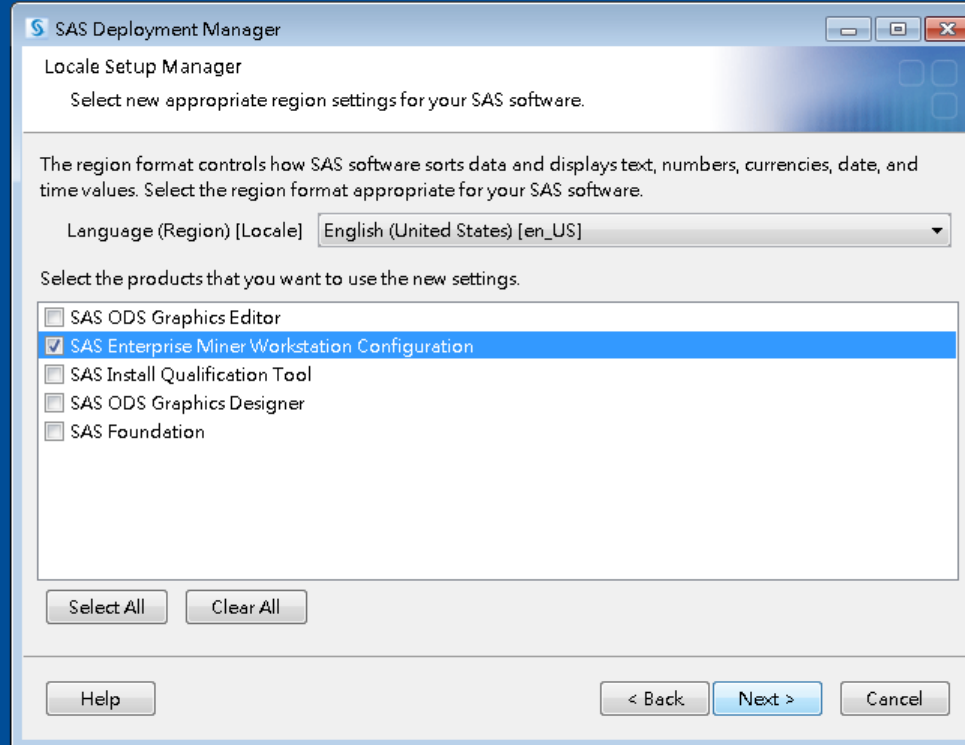 SAS Deployment Manager
Locale Setup Manager
Select new appropriate region settings for your SAS software.
The region format controls how SAS software sorts data and displays text, numbers, currencies, date, and
time values. Select the region format appropriate for your SAS software.
Language (Region) [Locale] English (United States) [en_US]
Select the products that you want to use the new settings.
SAS ODS Graphics Editor
SAS Enterprise Miner Workstation Configuration
SAS Install Qualification Tool
SAS ODS Graphics Designer
SAS Foundation
Select All Clear All
Help < Back Next > Cancel